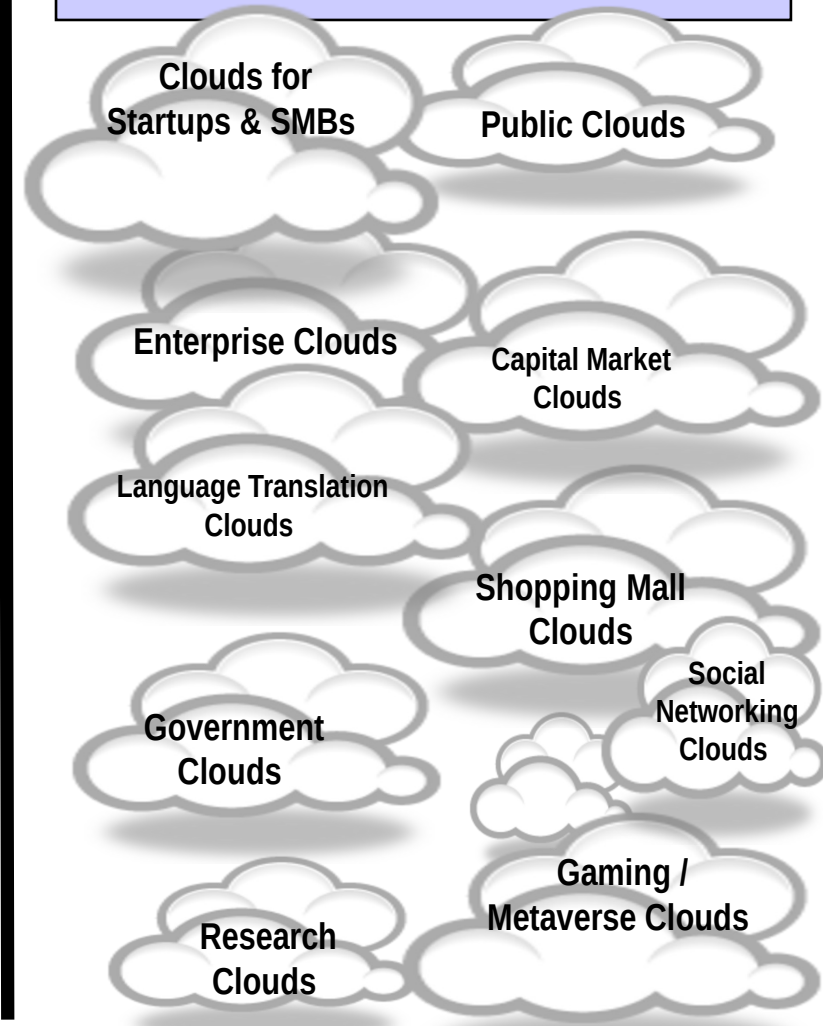 Clouds for
Startups & SMBs
Public Clouds
Enterprise Clouds
Capital Market
Clouds
Language Translation
Clouds
Shopping Mall
Clouds
Social
Networking
Clouds
Government
Clouds
Gaming /
Metaverse Clouds
Research
Clouds